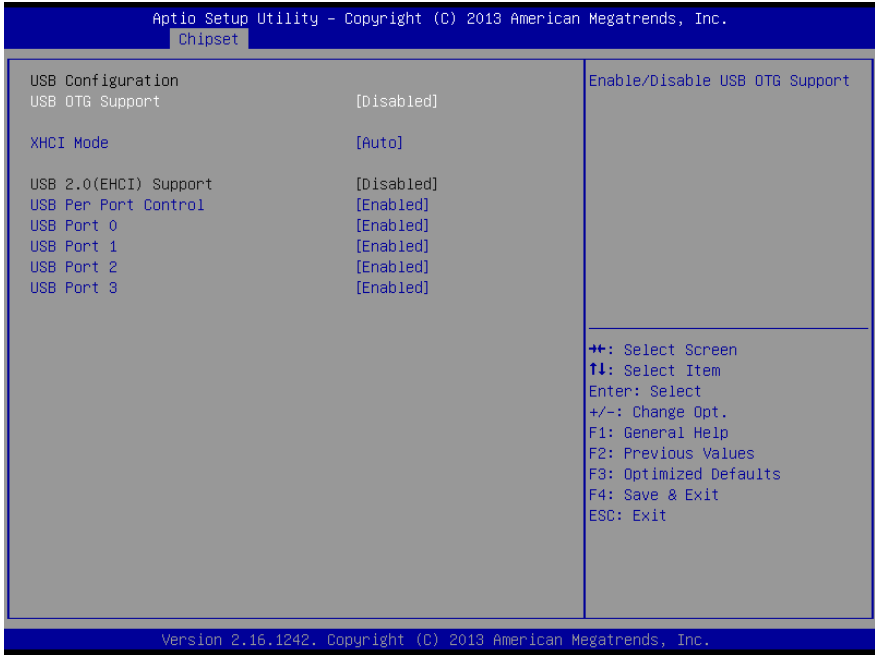 Aptio Setup Utility – Copyright (C) 2013 American Megatrends, Inc.
Chipset
USB Configuration
USB OTG Support [Disabled]
XHCI Mode [Auto]
USB 2.0(EHCI) Support [Disabled]
USB Per Port Control [Enabled]
USB Port 0 [Enabled]
USB Port 1 [Enabled]
USB Port 2 [Enabled]
USB Port 3 [Enabled]
Enable/Disable USB OTG Support
→←: Select Screen
↑↓: Select Item
Enter: Select
+/-: Change Opt.
F1: General Help
F2: Previous Values
F3: Optimized Defaults
F4: Save & Exit
ESC: Exit
Version 2.16.1242. Copyright (C) 2013 American Megatrends, Inc.